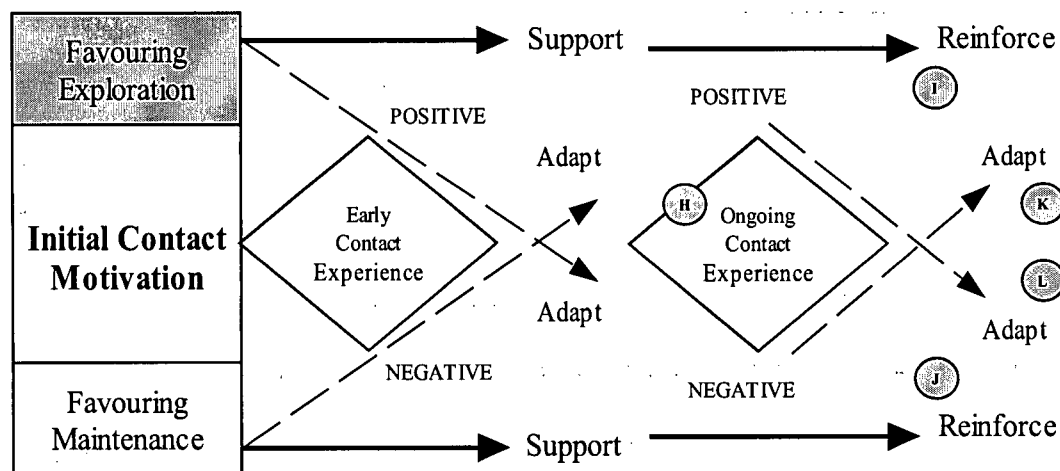 Favouring
Exploration
Support
Reinforce
I
POSITIVE
POSITIVE
Adapt
Adapt
H
K
Early
Contact
Experience
Ongoing
Contact
Experience
Initial Contact
Motivation
L
Adapt
Adapt
NEGATIVE
NEGATIVE
J
Favouring
Maintenance
Support
Reinforce